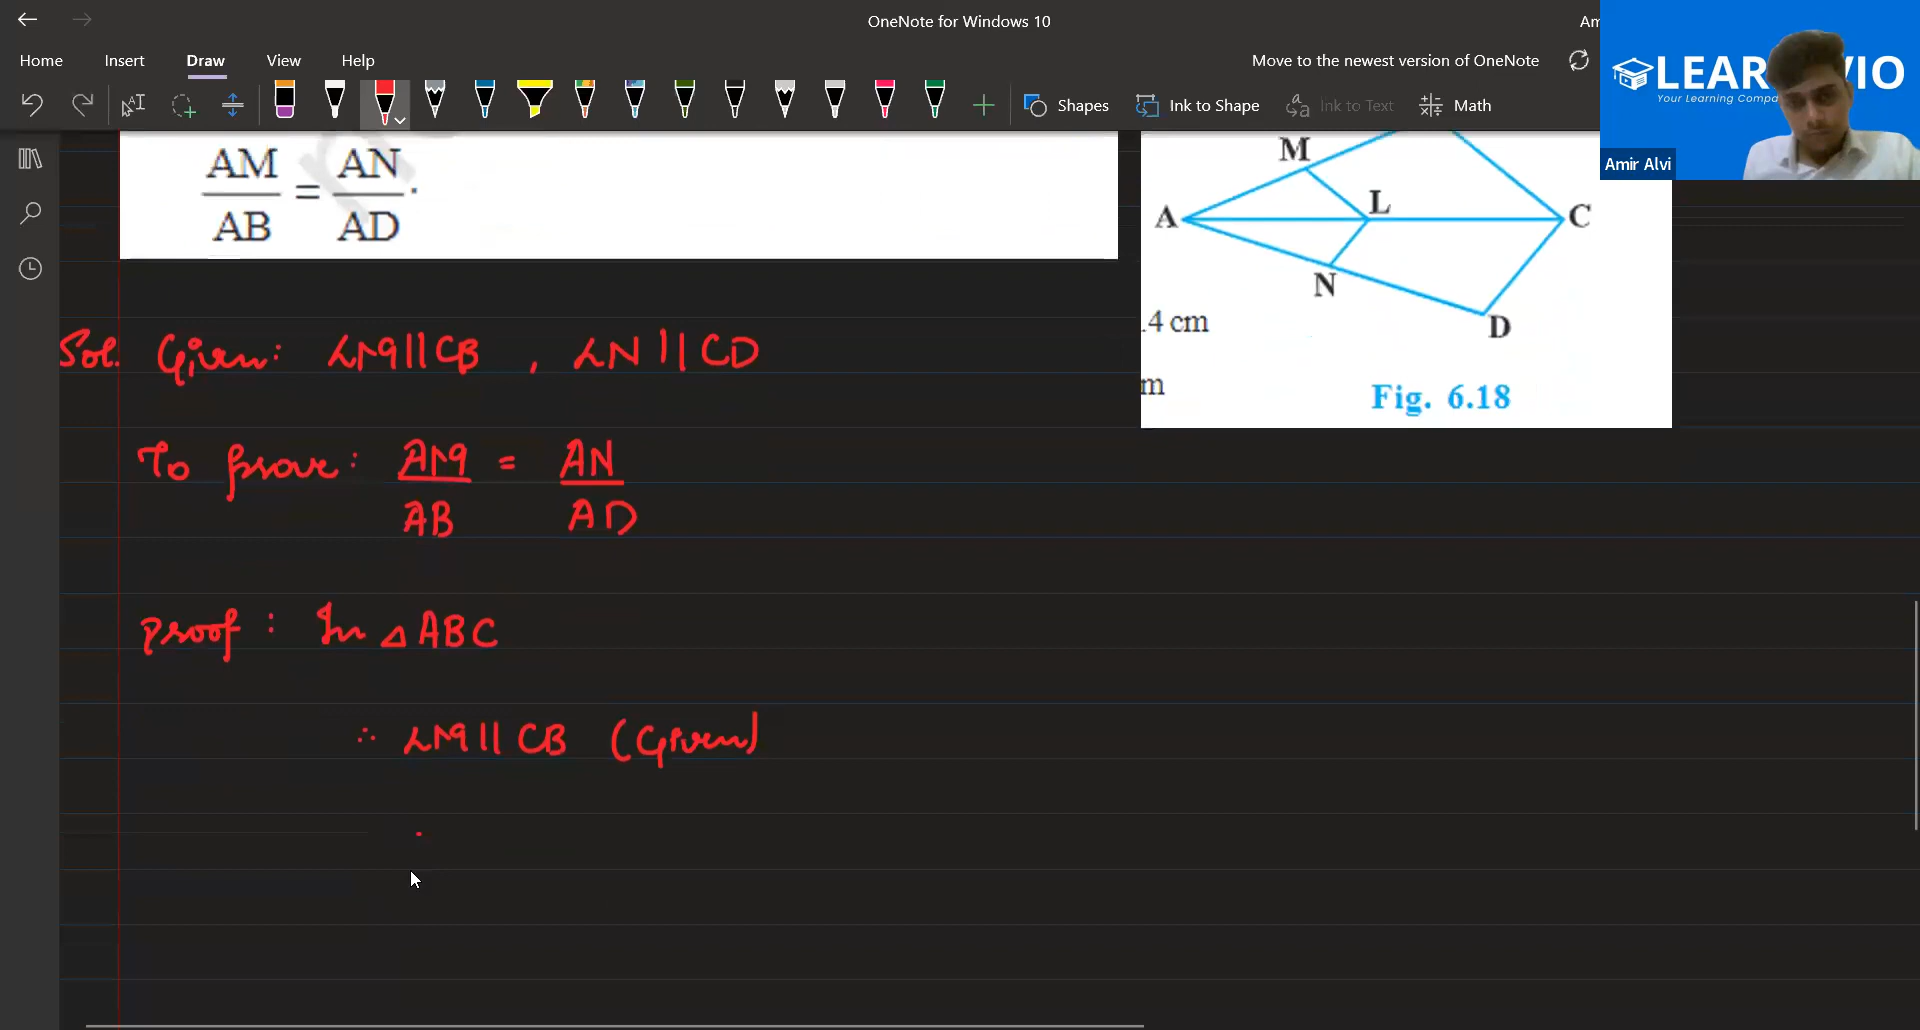 OneNote for Windows 10
Am
Home Insert Draw View Help
Move to the newest version of OneNote
Shapes Ink to Shape Ink to Text Math
LEAR VIO
Your Learning Compa
Amir Alvi
AM/AB = AN/AD.
M
A L C
N
D
.4 cm
m
Fig. 6.18
Sol. Given: LM||CB , LN||CD
To prove: AM/AB = AN/AD
Proof: In △ABC
∴ LM||CB (Given)